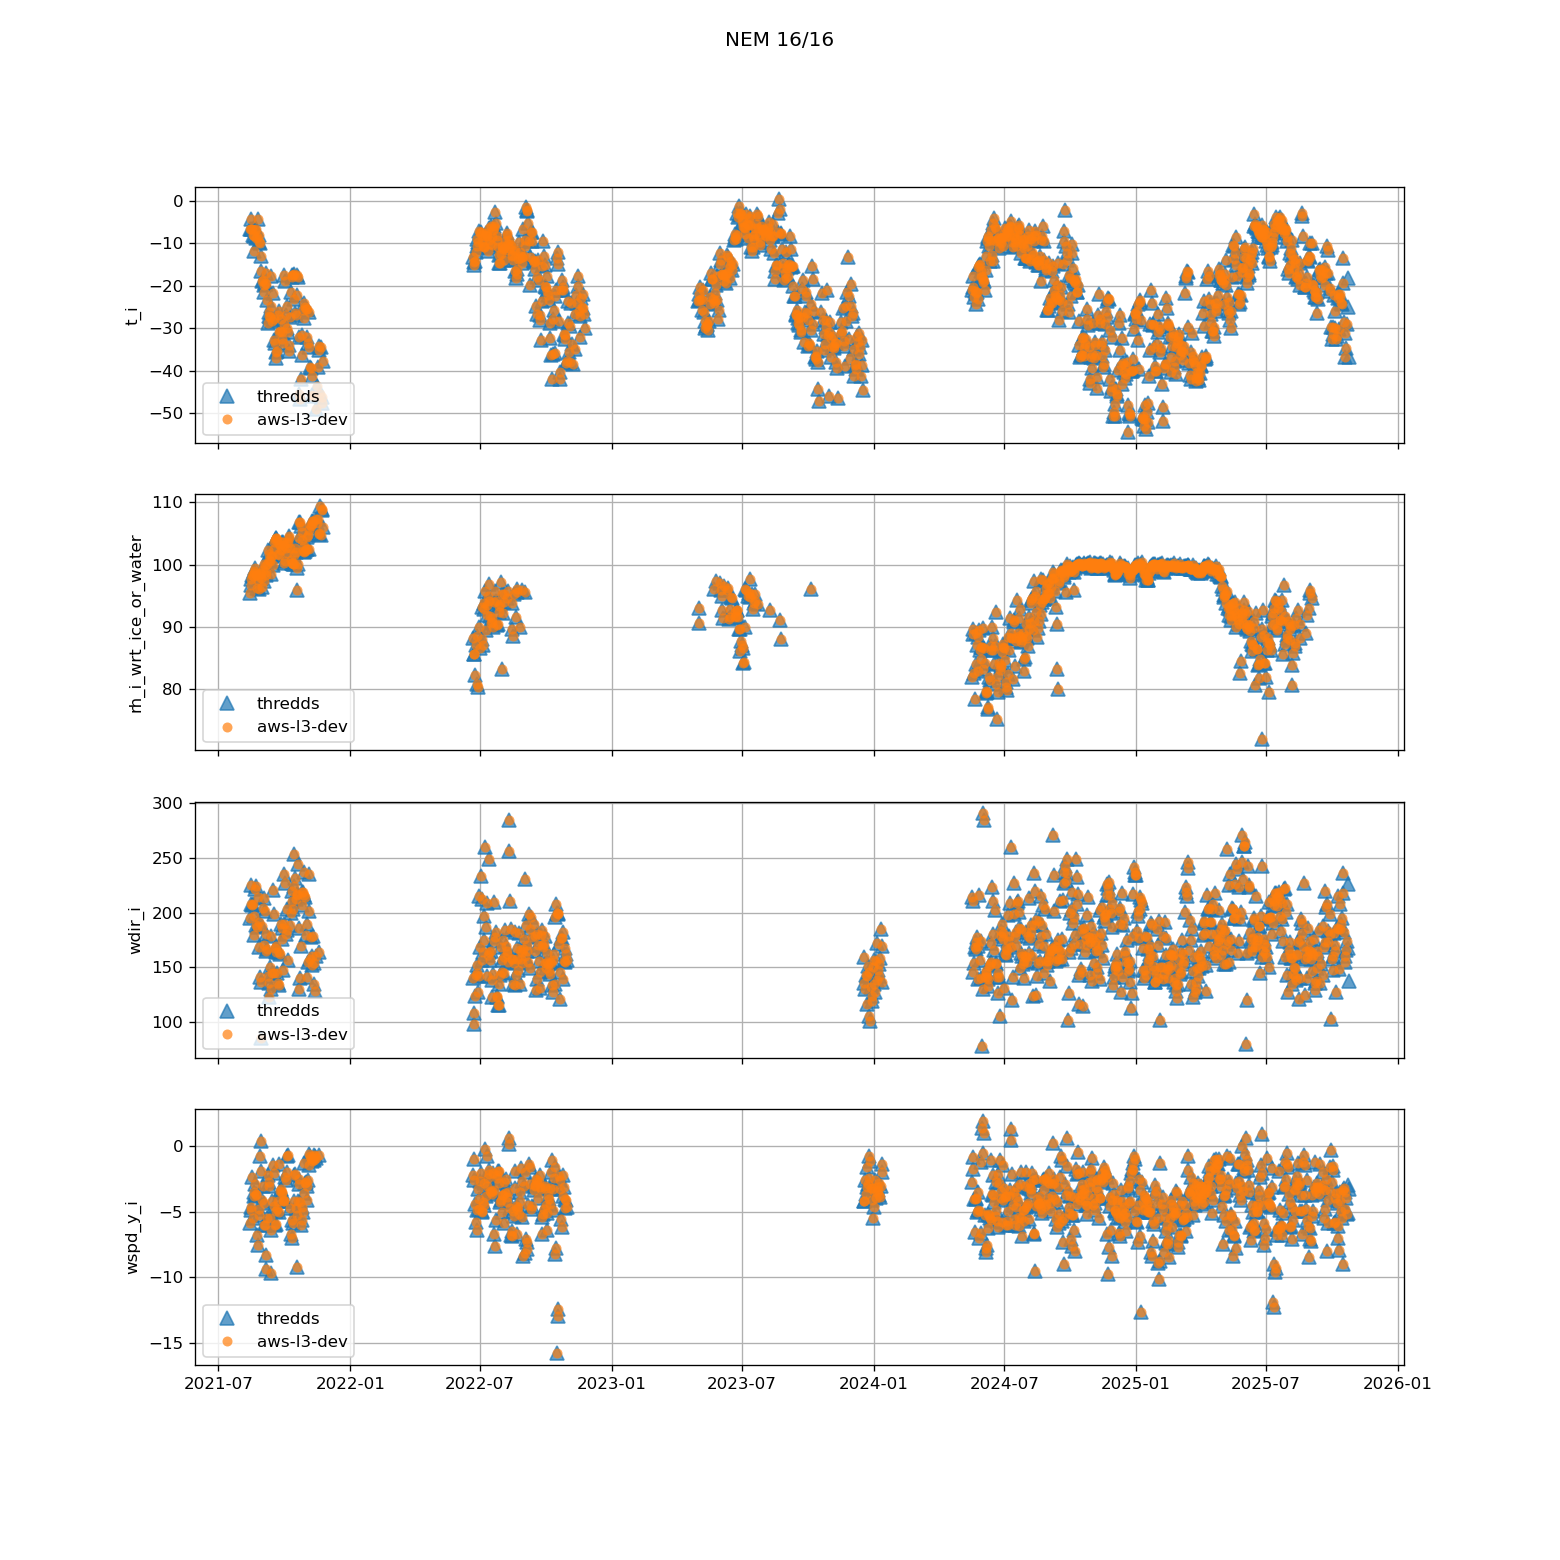 NEM 16/16
0
−10
−20
−30
−40
−50
t_i
thredds
aws-l3-dev
110
100
90
80
rh_i_wrt_ice_or_water
thredds
aws-l3-dev
300
250
200
150
100
wdir_i
thredds
aws-l3-dev
0
−5
−10
−15
wspd_y_i
thredds
aws-l3-dev
2021-07 2022-01 2022-07 2023-01 2023-07 2024-01 2024-07 2025-01 2025-07 2026-01